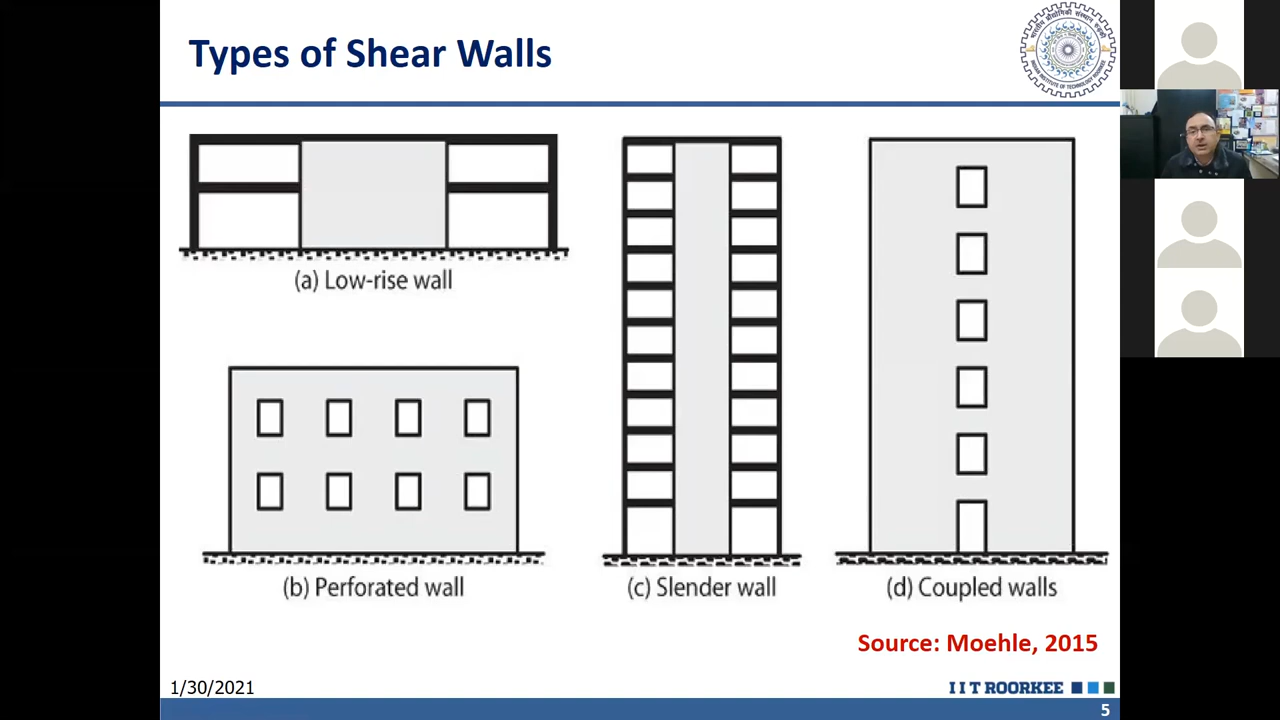 Types of Shear Walls
(a) Low-rise wall
(b) Perforated wall
(c) Slender wall
(d) Coupled walls
Source: Moehle, 2015
1/30/2021
I I T ROORKEE
5